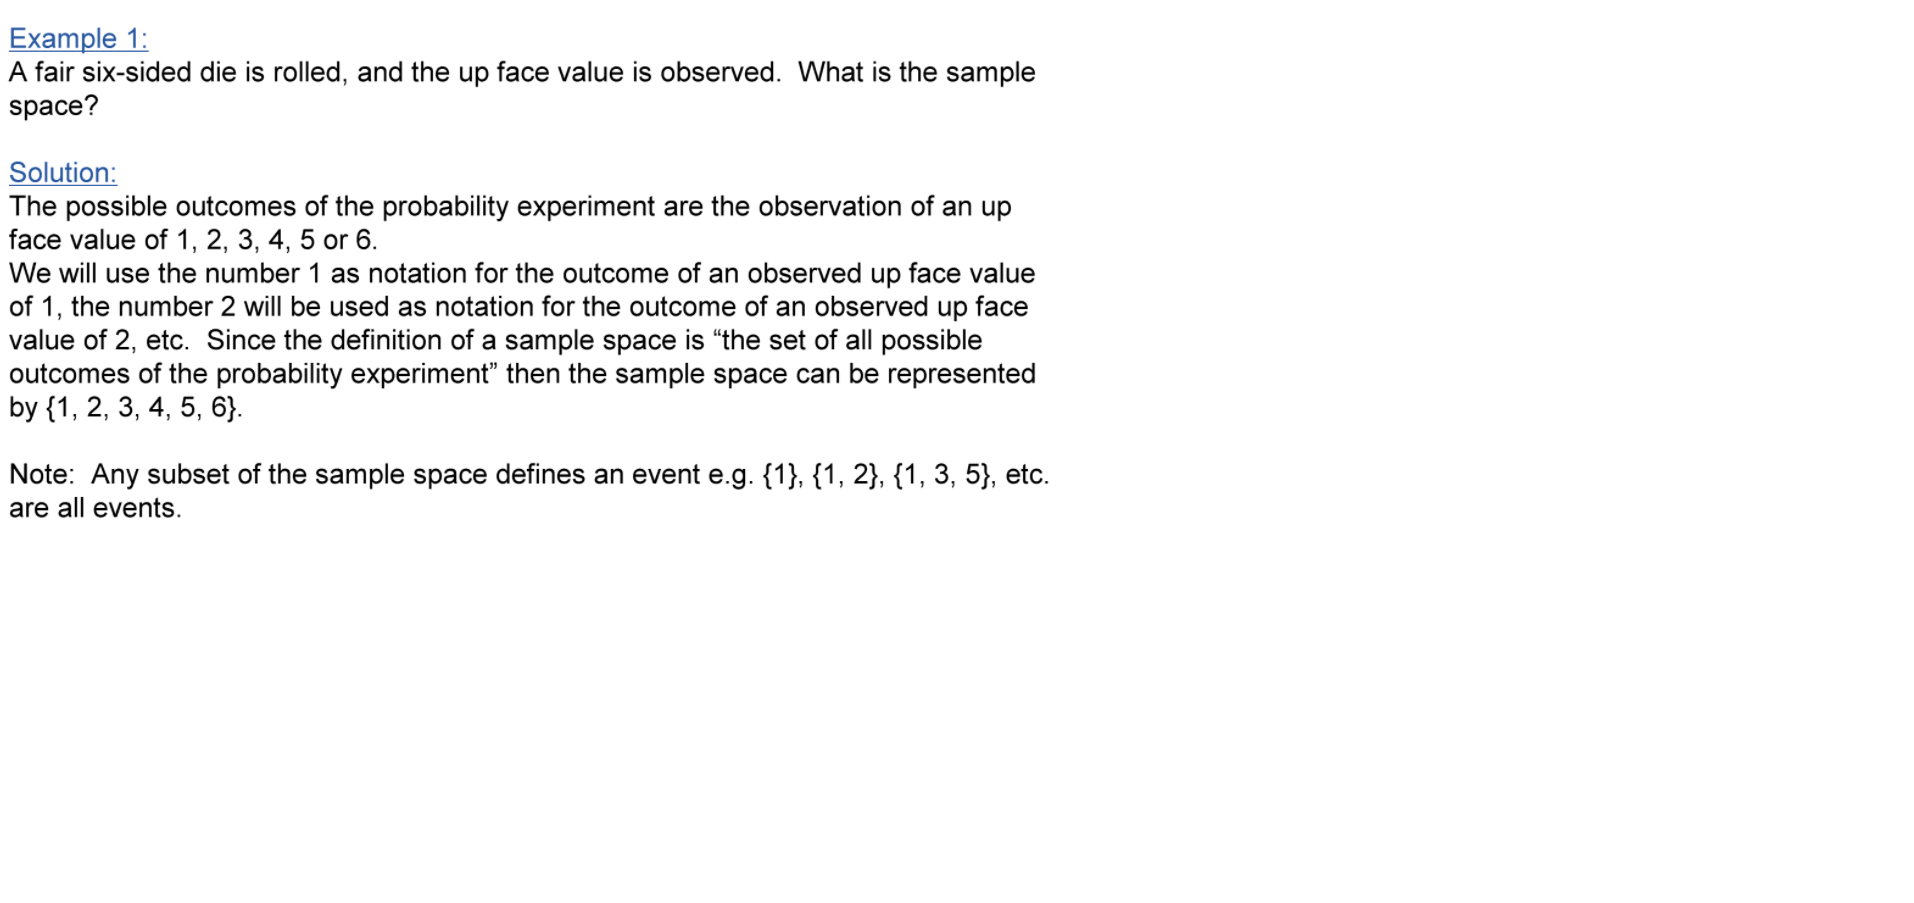 Example 1:
A fair six-sided die is rolled, and the up face value is observed.  What is the sample
space?
Solution:
The possible outcomes of the probability experiment are the observation of an up
face value of 1, 2, 3, 4, 5 or 6.
We will use the number 1 as notation for the outcome of an observed up face value
of 1, the number 2 will be used as notation for the outcome of an observed up face
value of 2, etc.  Since the definition of a sample space is “the set of all possible
outcomes of the probability experiment” then the sample space can be represented
by {1, 2, 3, 4, 5, 6}.
Note:  Any subset of the sample space defines an event e.g. {1}, {1, 2}, {1, 3, 5}, etc.
are all events.